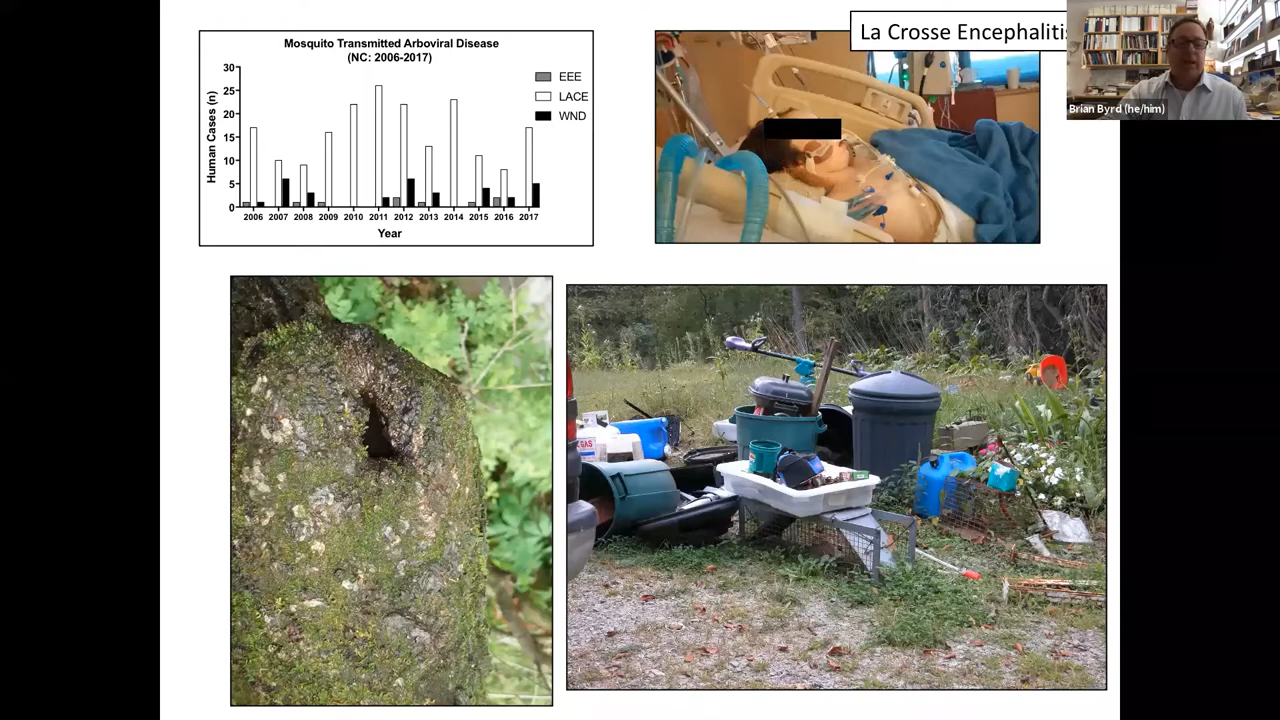 Mosquito Transmitted Arboviral Disease
(NC: 2006-2017)
30
25
20
15
10
5
0
Human Cases (n)
EEE
LACE
WND
2006 2007 2008 2009 2010 2011 2012 2013 2014 2015 2016 2017
Year
La Crosse Encephalitis
Brian Byrd (he/him)
GAS